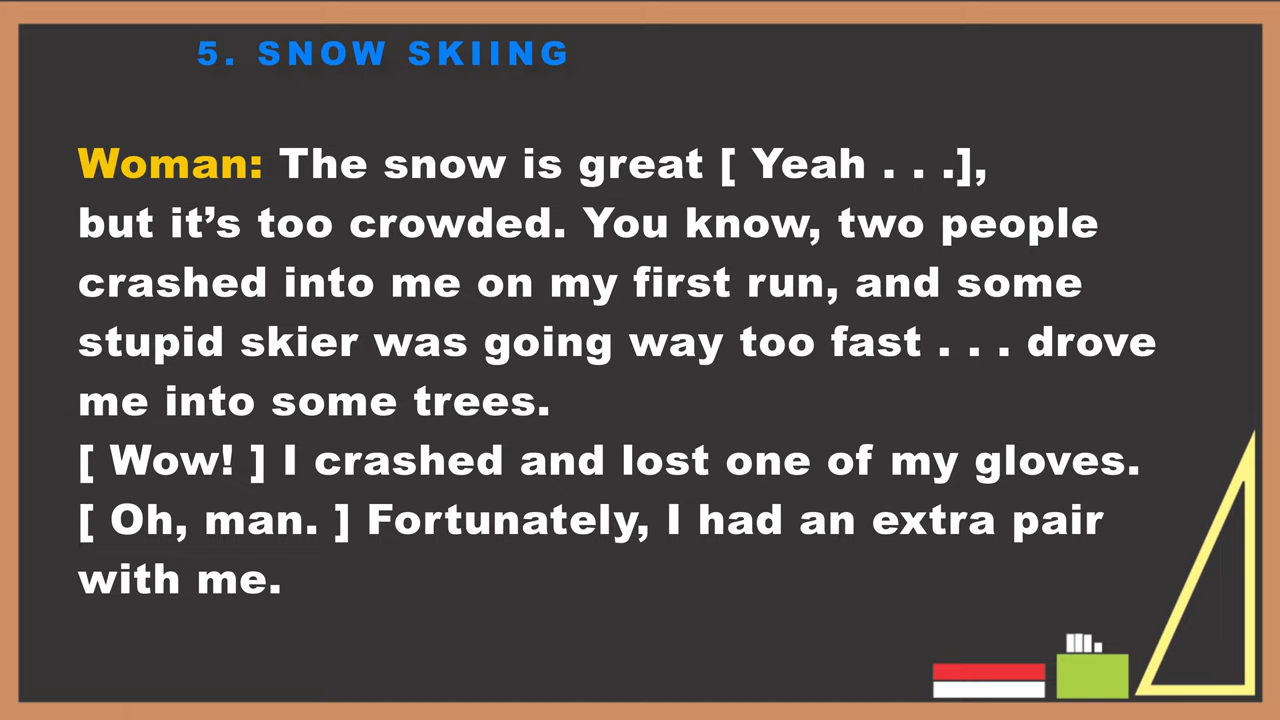 5. SNOW SKIING
Woman: The snow is great [ Yeah . . .],
but it’s too crowded. You know, two people
crashed into me on my first run, and some
stupid skier was going way too fast . . . drove
me into some trees.
[ Wow! ] I crashed and lost one of my gloves.
[ Oh, man. ] Fortunately, I had an extra pair
with me.